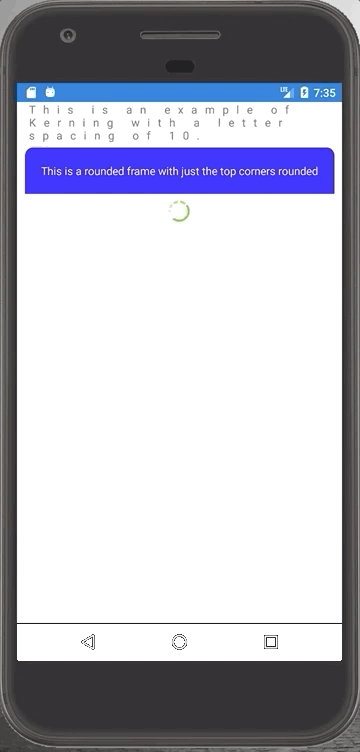 LTE 7:35
This is an example of
Kerning with a letter
spacing of 10.
This is a rounded frame with just the top corners rounded